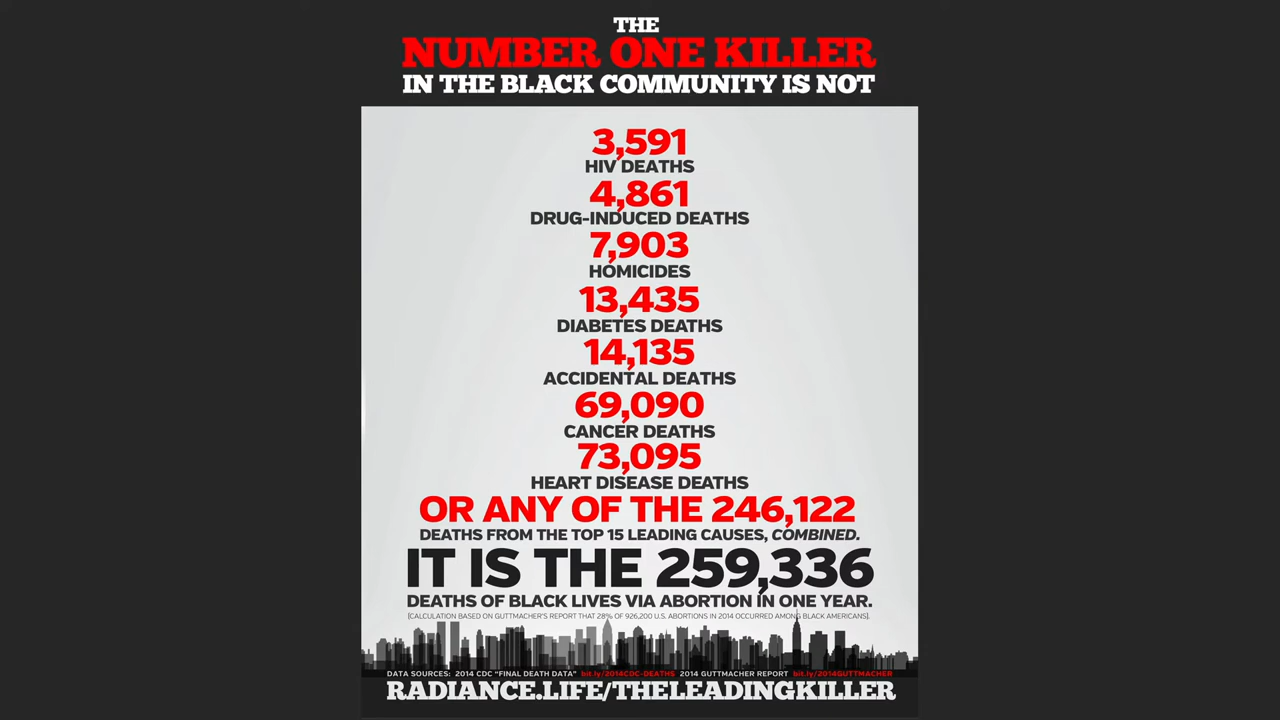 THE
NUMBER ONE KILLER
IN THE BLACK COMMUNITY IS NOT
3,591
HIV DEATHS
4,861
DRUG-INDUCED DEATHS
7,903
HOMICIDES
13,435
DIABETES DEATHS
14,135
ACCIDENTAL DEATHS
69,090
CANCER DEATHS
73,095
HEART DISEASE DEATHS
OR ANY OF THE 246,122
DEATHS FROM THE TOP 15 LEADING CAUSES, COMBINED.
IT IS THE 259,336
DEATHS OF BLACK LIVES VIA ABORTION IN ONE YEAR.
[CALCULATION BASED ON GUTTMACHER'S REPORT THAT 28% OF 926,200 U.S. ABORTIONS IN 2014 OCCURRED AMONG BLACK AMERICANS].
DATA SOURCES: 2014 CDC "FINAL DEATH DATA" bit.ly/2014CDC-DEATHS 2014 GUTTMACHER REPORT bit.ly/2014GUTTMACHER
RADIANCE.LIFE/THELEADINGKILLER